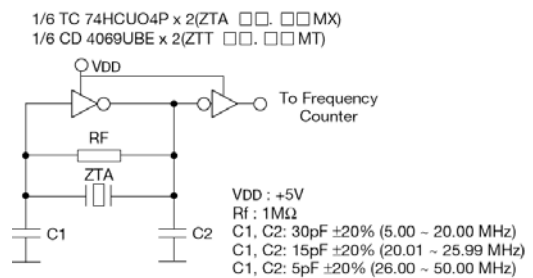 1/6 TC 74HCUO4P x 2(ZTA □□. □□MX)
1/6 CD 4069UBE x 2(ZTT □□. □□MT)
VDD
To Frequency
Counter
RF
ZTA
C1
C2
VDD : +5V
Rf : 1MΩ
C1, C2: 30pF ±20% (5.00 ~ 20.00 MHz)
C1, C2: 15pF ±20% (20.01 ~ 25.99 MHz)
C1, C2: 5pF ±20% (26.00 ~ 50.00 MHz)